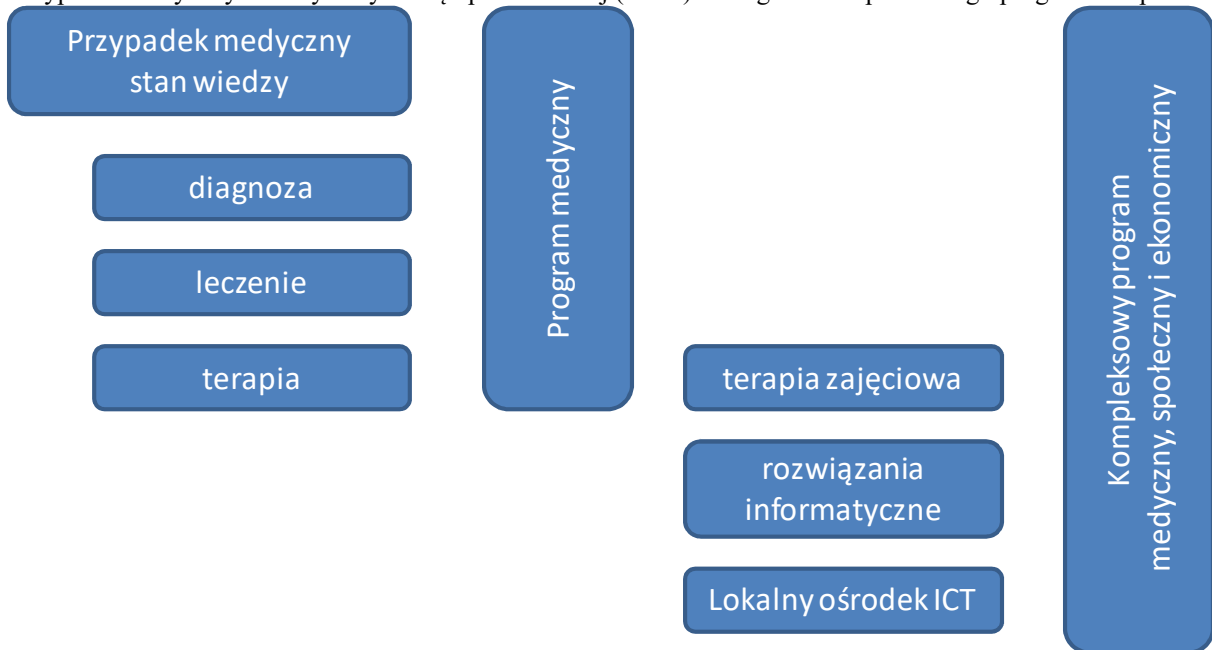 Przypadek medyczny
stan wiedzy
diagnoza
leczenie
terapia
Program medyczny
terapia zajęciowa
rozwiązania
informatyczne
Lokalny ośrodek ICT
Kompleksowy program
medyczny, społeczny i ekonomiczny